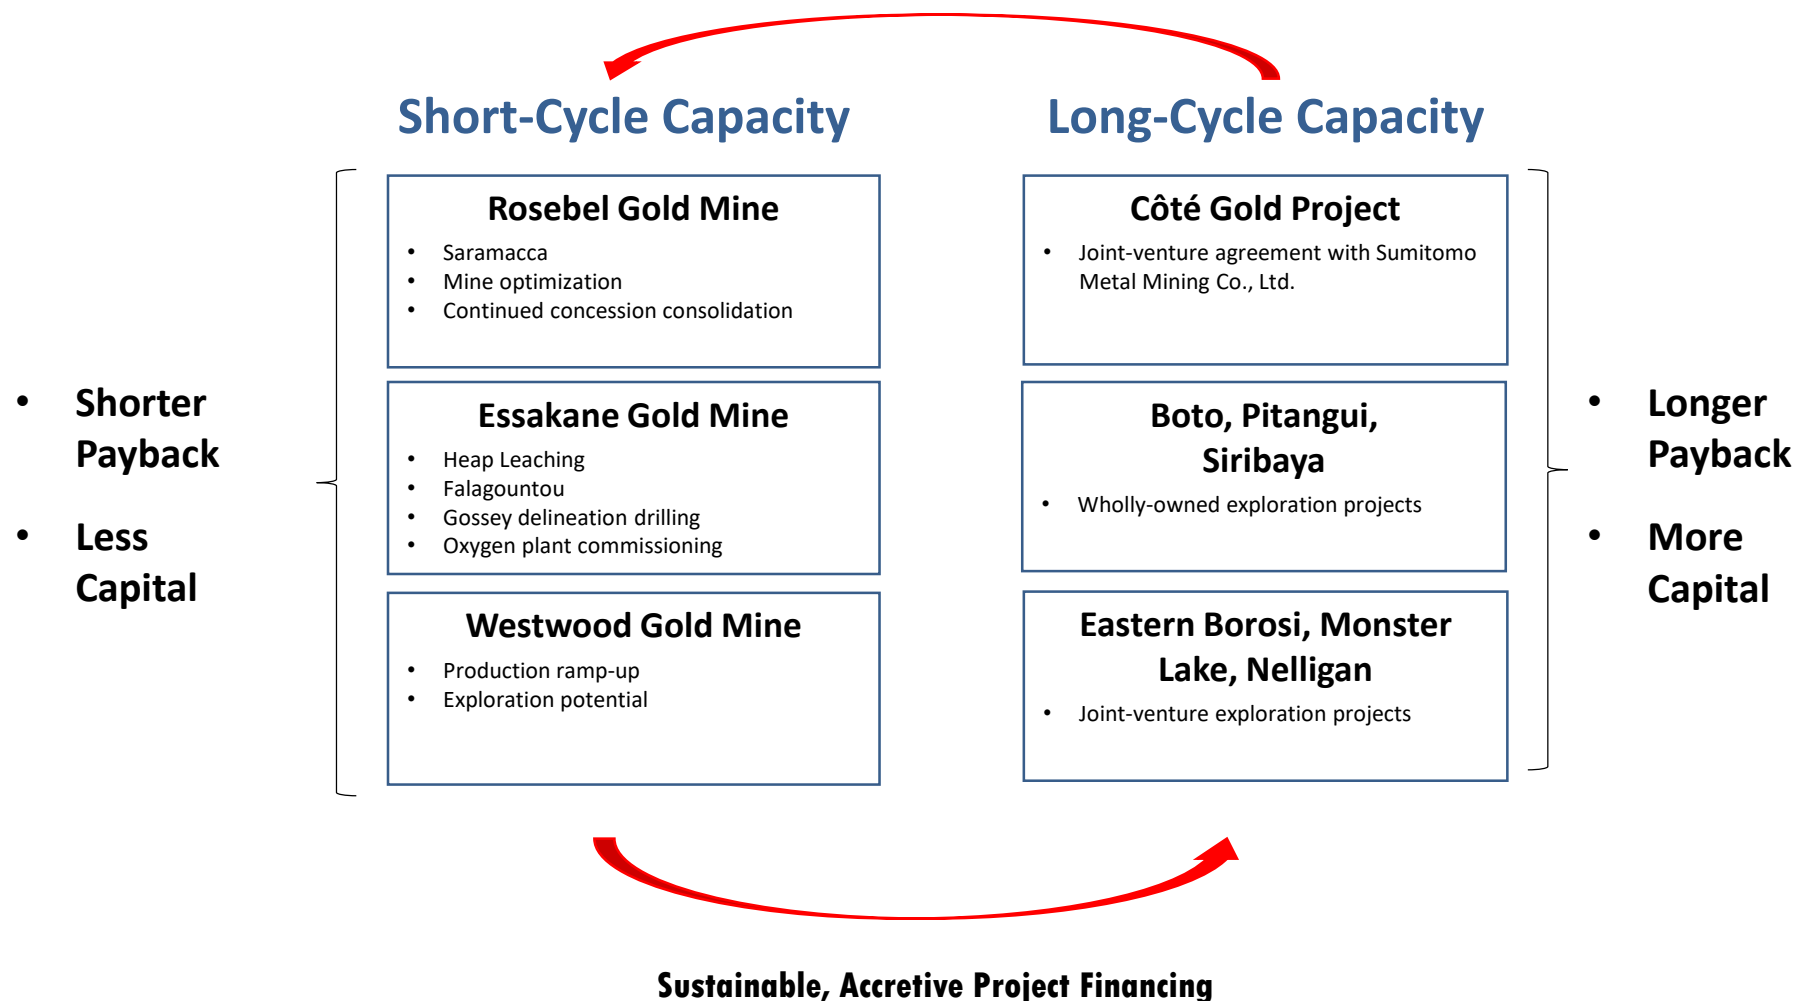 Short-Cycle Capacity
Long-Cycle Capacity
• Shorter
Payback
• Less
Capital
Rosebel Gold Mine
• Saramacca
• Mine optimization
• Continued concession consolidation
Essakane Gold Mine
• Heap Leaching
• Falagountou
• Gossey delineation drilling
• Oxygen plant commissioning
Westwood Gold Mine
• Production ramp-up
• Exploration potential
Côté Gold Project
• Joint-venture agreement with Sumitomo
Metal Mining Co., Ltd.
Boto, Pitangui,
Siribaya
• Wholly-owned exploration projects
Eastern Borosi, Monster
Lake, Nelligan
• Joint-venture exploration projects
• Longer
Payback
• More
Capital
Sustainable, Accretive Project Financing